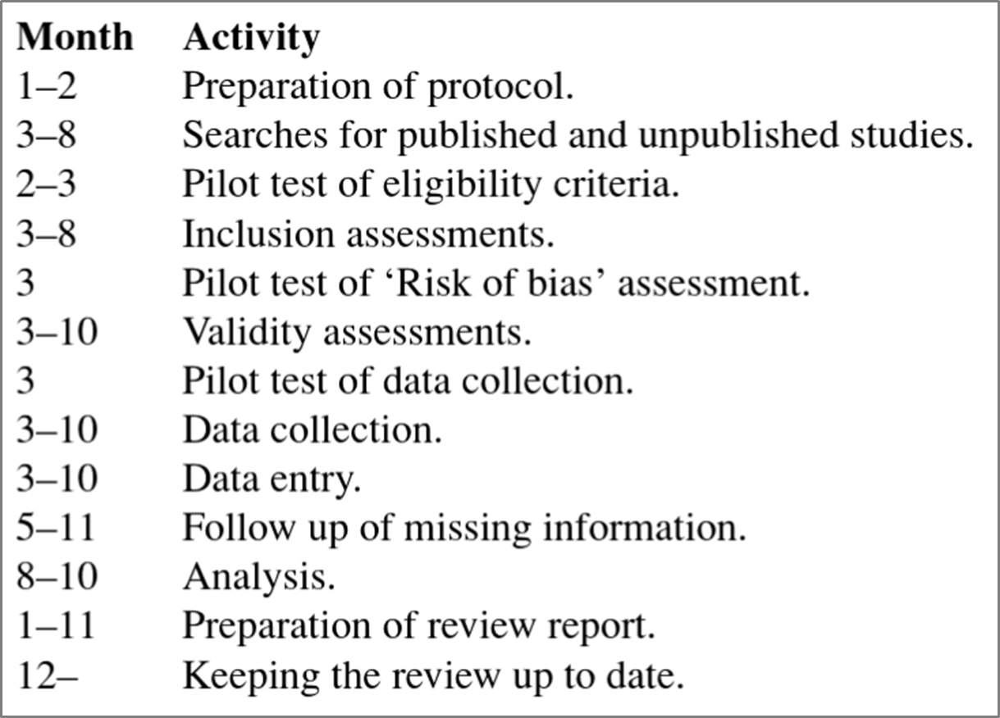 Month Activity
1–2 Preparation of protocol.
3–8 Searches for published and unpublished studies.
2–3 Pilot test of eligibility criteria.
3–8 Inclusion assessments.
3 Pilot test of ‘Risk of bias’ assessment.
3–10 Validity assessments.
3 Pilot test of data collection.
3–10 Data collection.
3–10 Data entry.
5–11 Follow up of missing information.
8–10 Analysis.
1–11 Preparation of review report.
12– Keeping the review up to date.